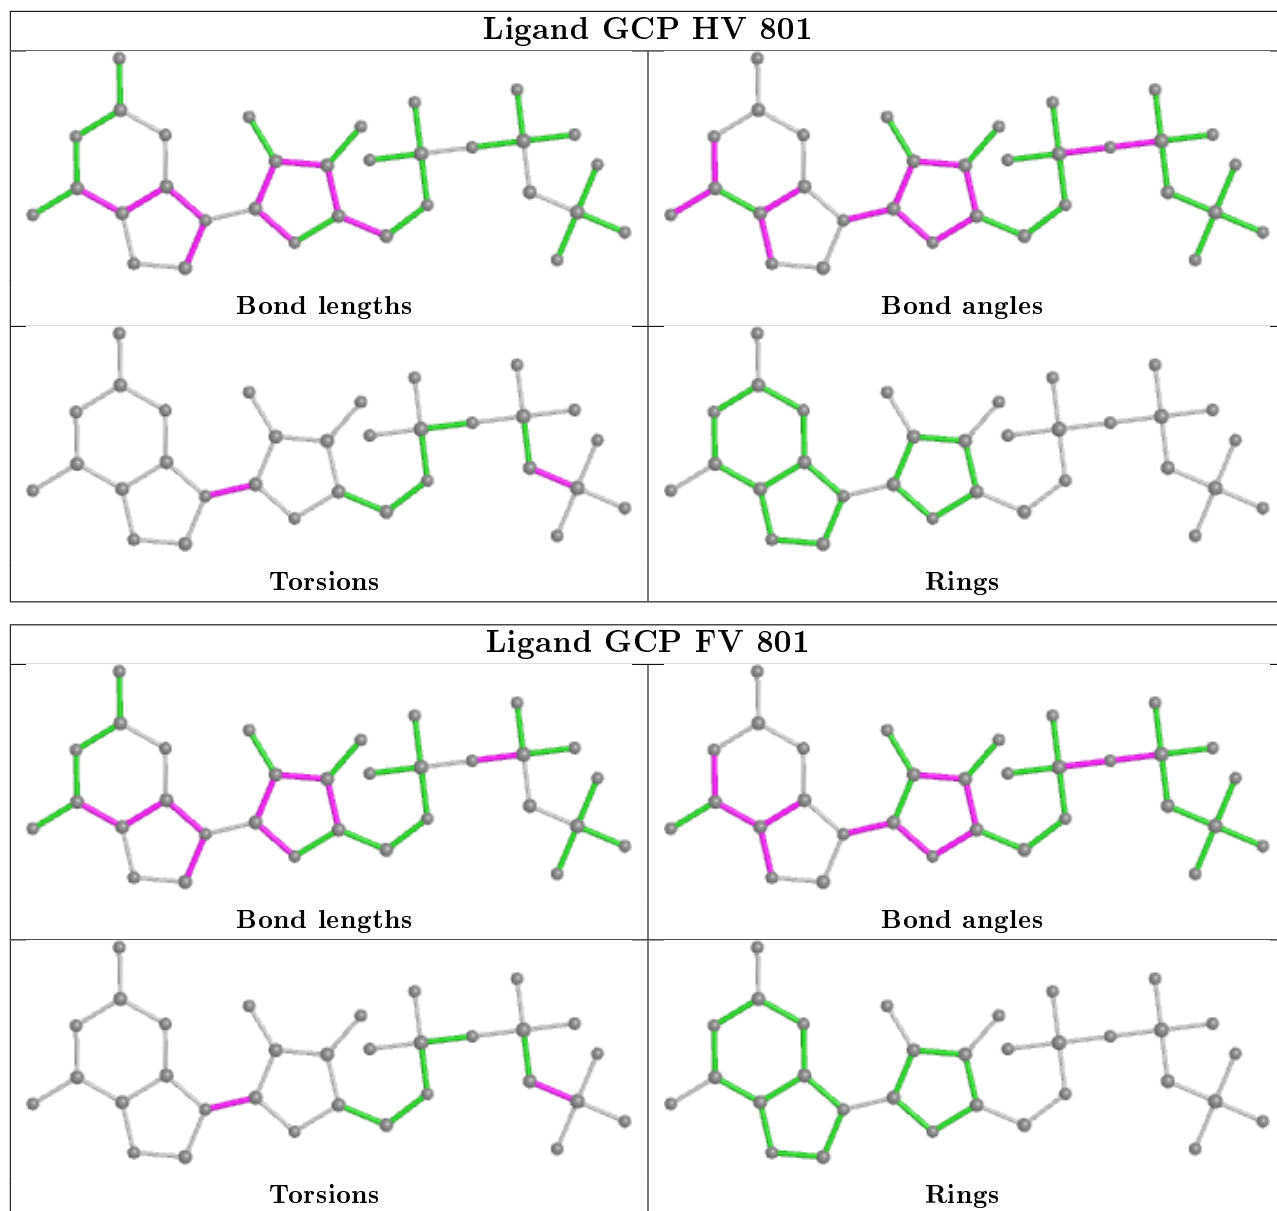 Ligand GCP HV 801
Bond lengths
Bond angles
Torsions
Rings
Ligand GCP FV 801
Bond lengths
Bond angles
Torsions
Rings